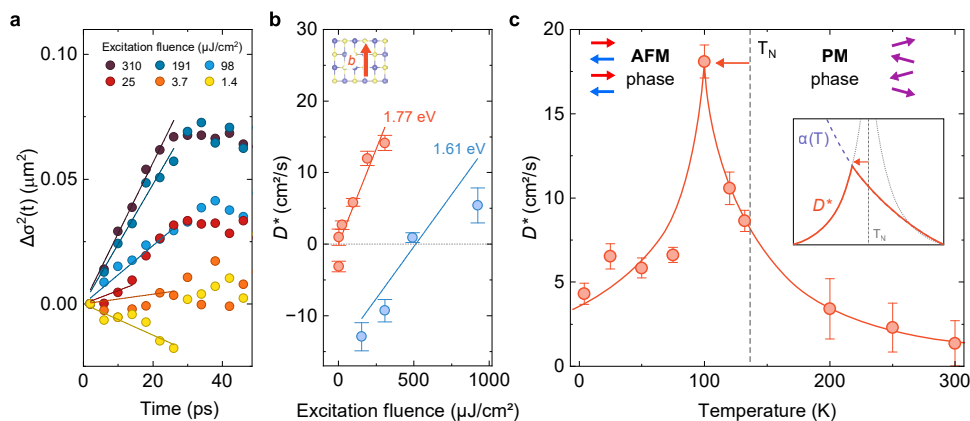 a
Excitation fluence (μJ/cm²)
310 191 98
25 3.7 1.4
0.10
0.05
0.00
Δσ²(t) (μm²)
0 20 40
Time (ps)
b
30
20
10
0
−10
D* (cm²/s)
b
1.77 eV
1.61 eV
0 500 1000
Excitation fluence (μJ/cm²)
c
20
15
10
5
0
D* (cm²/s)
AFM
phase
T_N
PM
phase
α(T)
D*
T_N
0 100 200 300
Temperature (K)